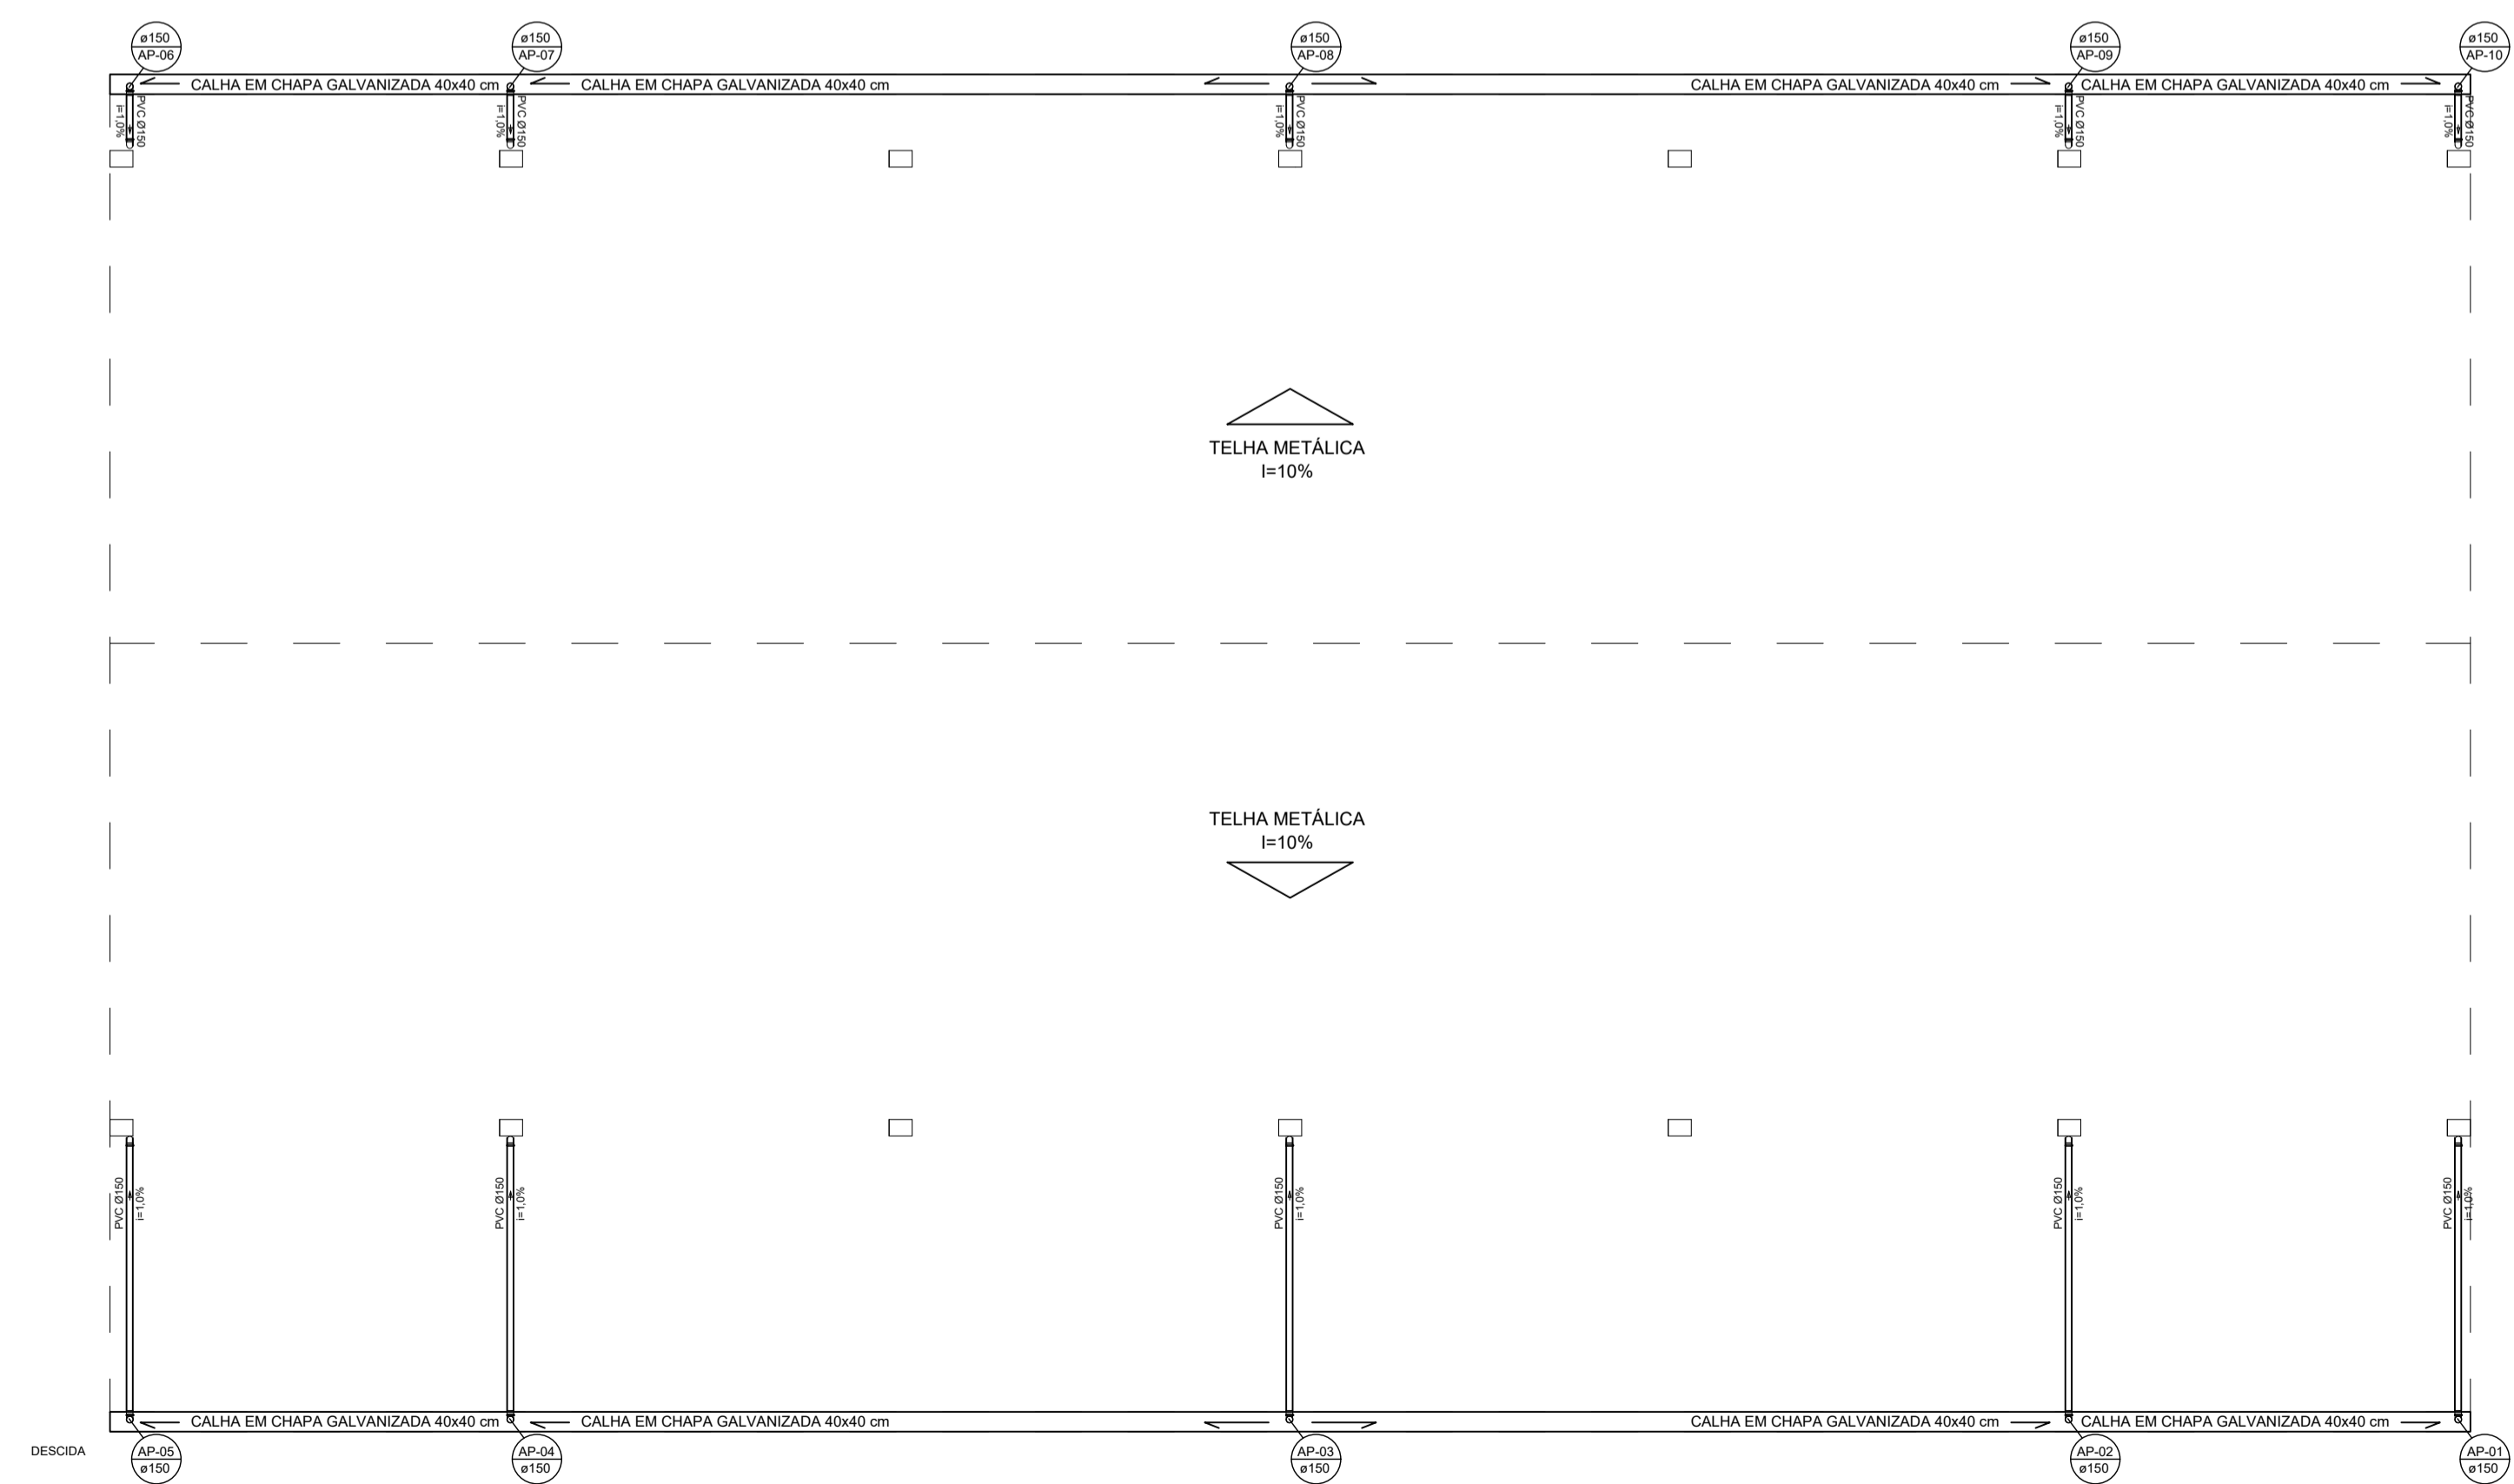 ø150
AP-06
ø150
AP-07
ø150
AP-08
ø150
AP-09
ø150
AP-10
CALHA EM CHAPA GALVANIZADA 40x40 cm
CALHA EM CHAPA GALVANIZADA 40x40 cm
CALHA EM CHAPA GALVANIZADA 40x40 cm
CALHA EM CHAPA GALVANIZADA 40x40 cm
i=1,0%
PVC Ø150
i=1,0%
PVC Ø150
i=1,0%
PVC Ø150
i=1,0%
PVC Ø150
i=1,0%
PVC Ø150
TELHA METÁLICA
I=10%
TELHA METÁLICA
I=10%
PVC Ø150
i=1,0%
PVC Ø150
i=1,0%
PVC Ø150
i=1,0%
PVC Ø150
i=1,0%
PVC Ø150
i=1,0%
CALHA EM CHAPA GALVANIZADA 40x40 cm
CALHA EM CHAPA GALVANIZADA 40x40 cm
CALHA EM CHAPA GALVANIZADA 40x40 cm
CALHA EM CHAPA GALVANIZADA 40x40 cm
DESCIDA
AP-05
ø150
AP-04
ø150
AP-03
ø150
AP-02
ø150
AP-01
ø150